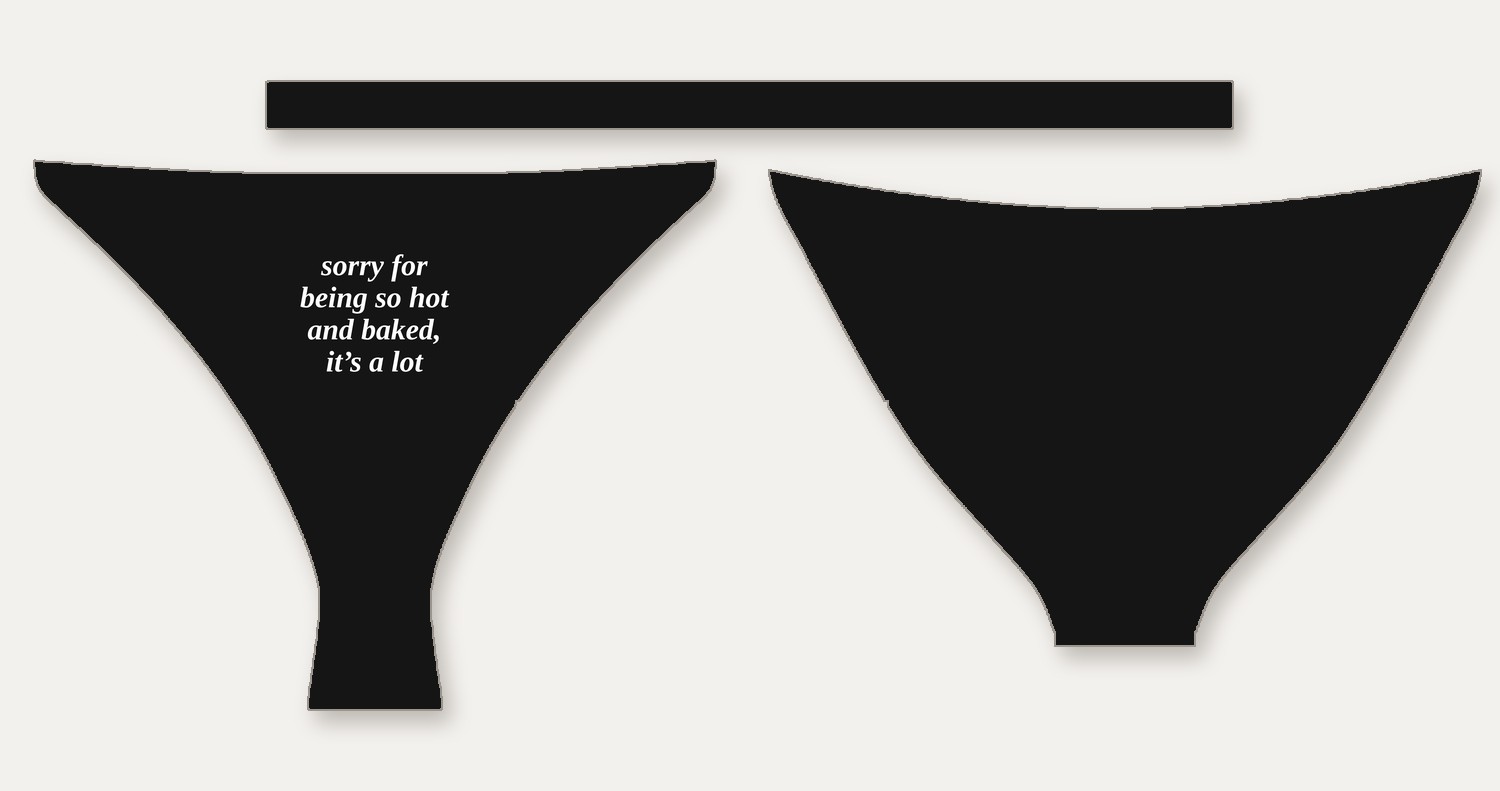 sorry for
being so hot
and baked,
it’s a lot